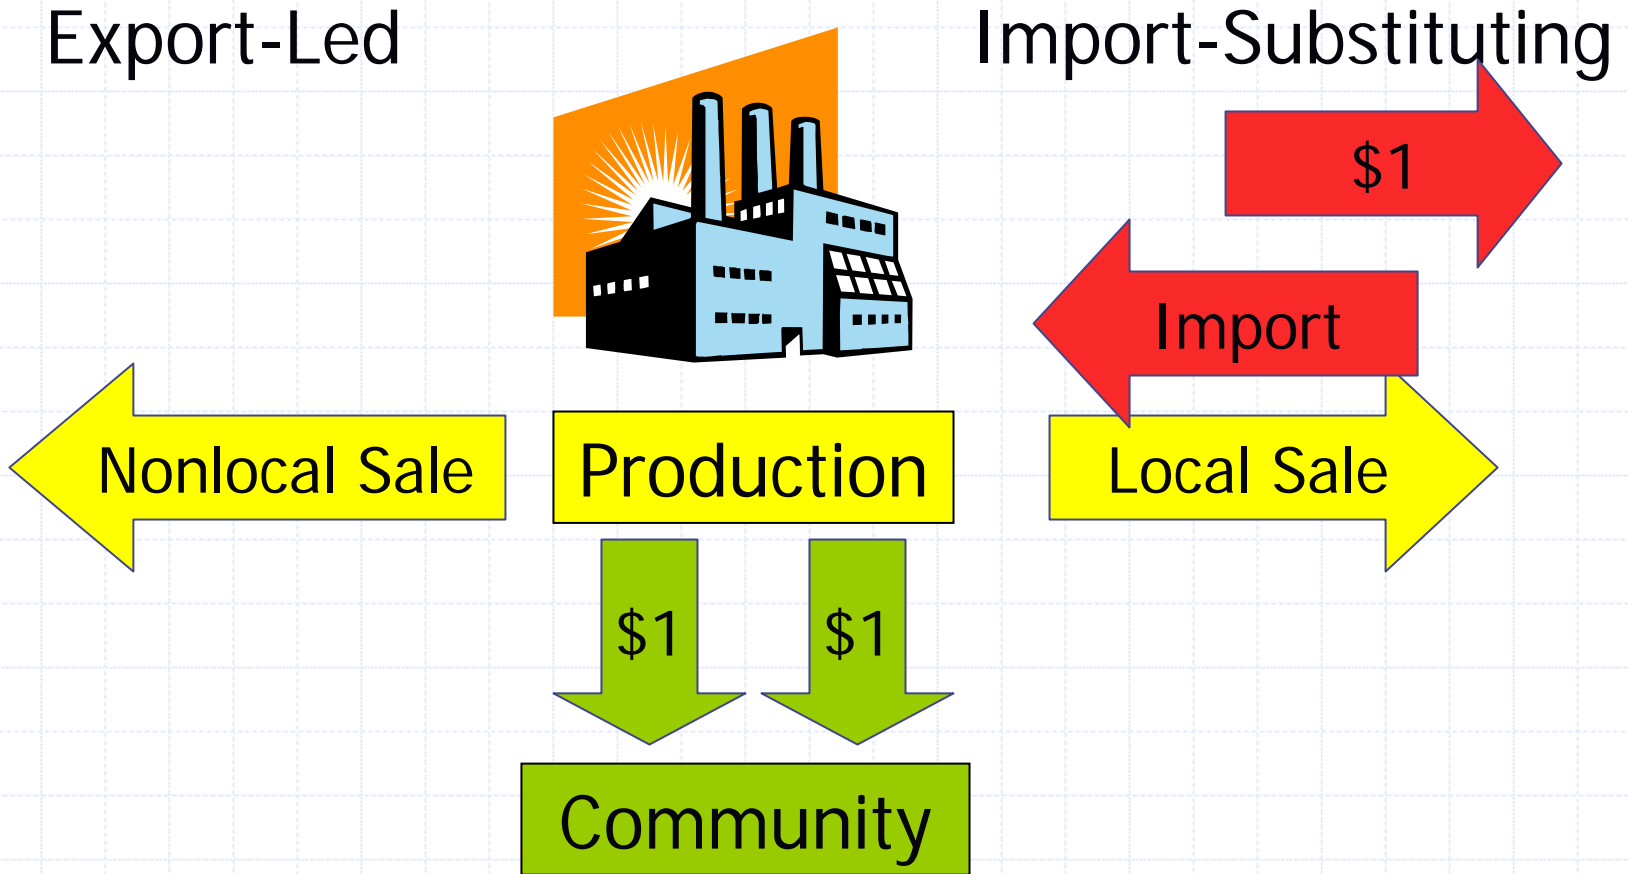 Export-Led
Import-Substituting
$1
Import
Nonlocal Sale
Production
Local Sale
$1
$1
Community